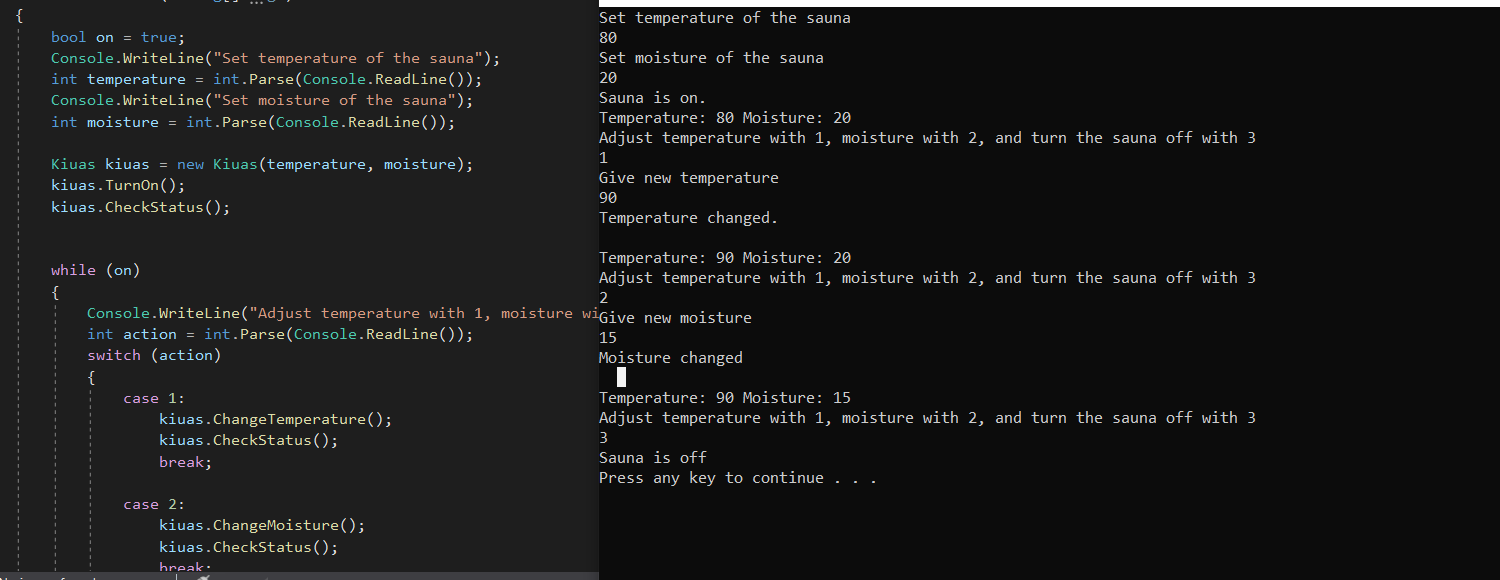 {
bool on = true;
Console.WriteLine("Set temperature of the sauna");
int temperature = int.Parse(Console.ReadLine());
Console.WriteLine("Set moisture of the sauna");
int moisture = int.Parse(Console.ReadLine());
Kiuas kiuas = new Kiuas(temperature, moisture);
kiuas.TurnOn();
kiuas.CheckStatus();
while (on)
{
Console.WriteLine("Adjust temperature with 1, moisture wi
int action = int.Parse(Console.ReadLine());
switch (action)
{
case 1:
kiuas.ChangeTemperature();
kiuas.CheckStatus();
break;
case 2:
kiuas.ChangeMoisture();
kiuas.CheckStatus();
break;
Set temperature of the sauna
80
Set moisture of the sauna
20
Sauna is on.
Temperature: 80 Moisture: 20
Adjust temperature with 1, moisture with 2, and turn the sauna off with 3
1
Give new temperature
90
Temperature changed.
Temperature: 90 Moisture: 20
Adjust temperature with 1, moisture with 2, and turn the sauna off with 3
2
Give new moisture
15
Moisture changed
Temperature: 90 Moisture: 15
Adjust temperature with 1, moisture with 2, and turn the sauna off with 3
3
Sauna is off
Press any key to continue . . .